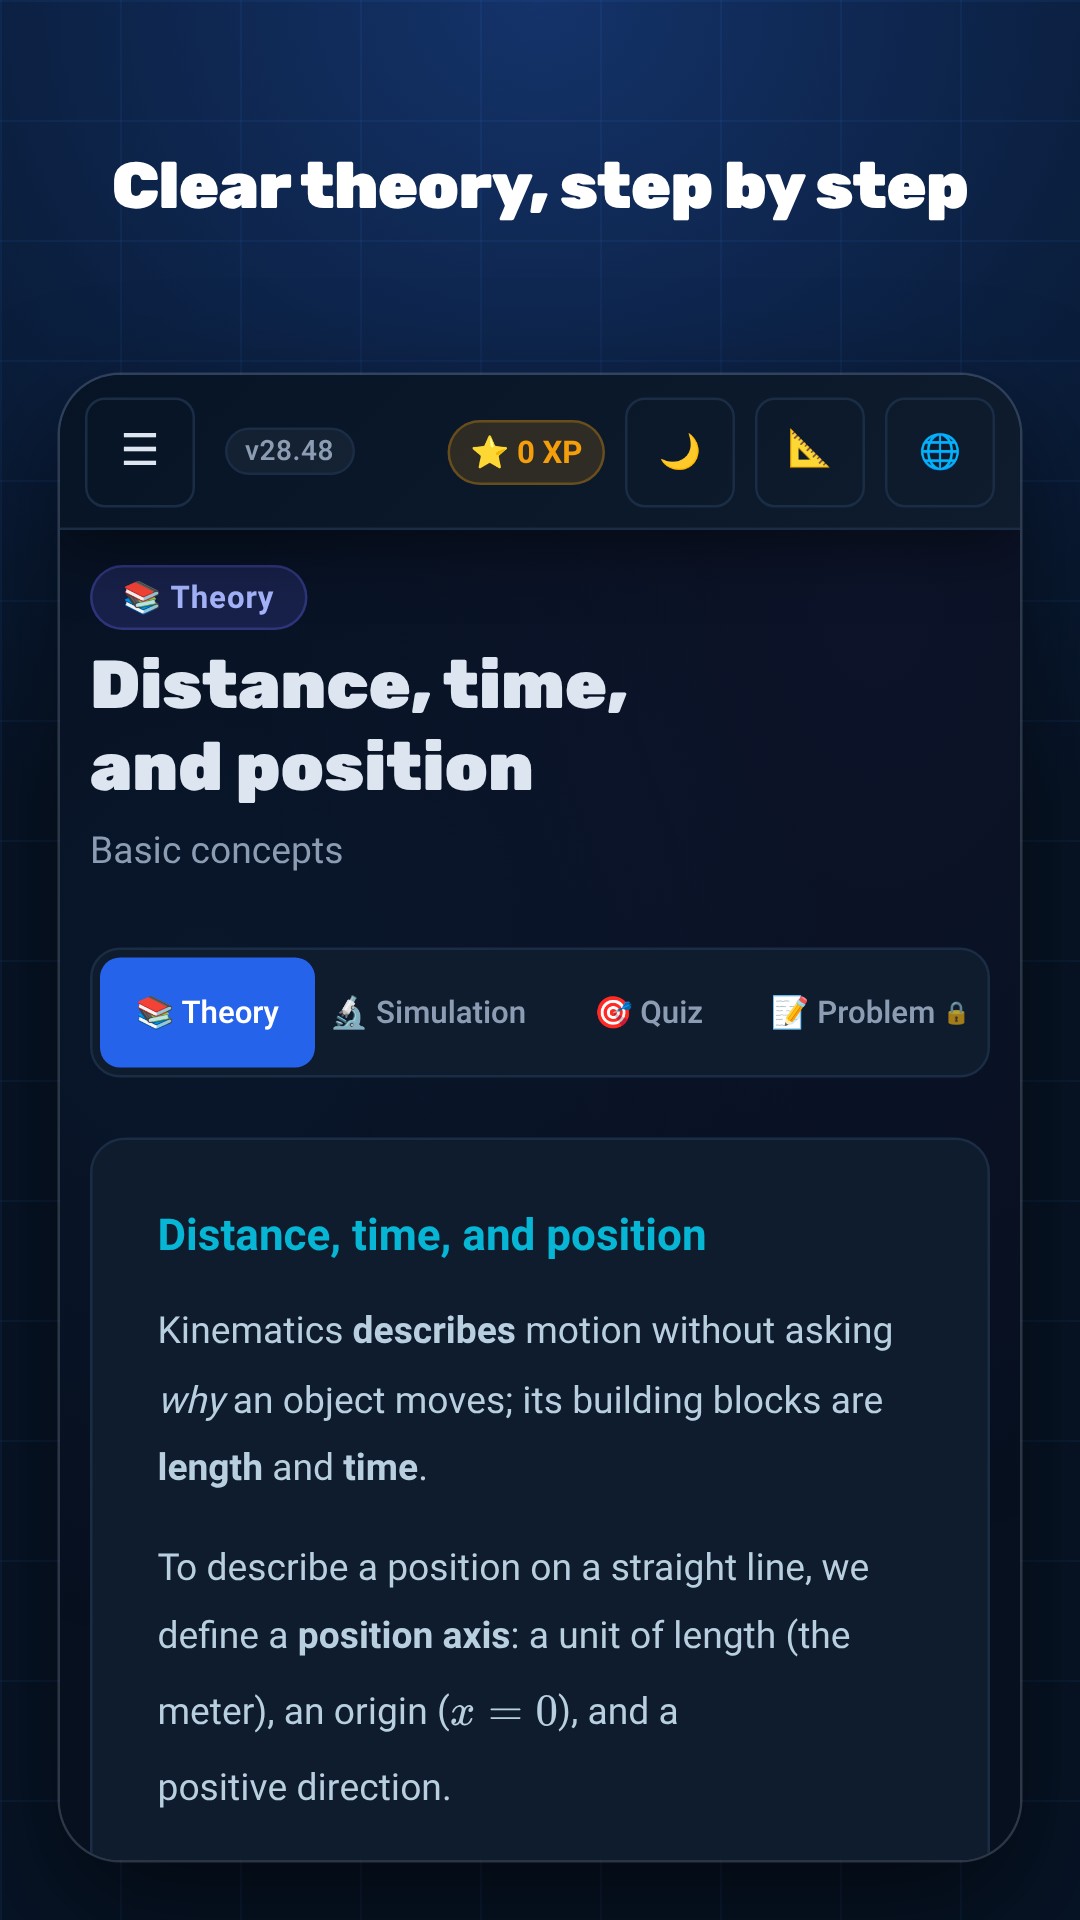 Clear theory, step by step
☰ v28.48 ⭐ 0 XP 🌙 📐 🌐
📚 Theory
Distance, time,
and position
Basic concepts
📚 Theory 🔬 Simulation 🎯 Quiz 📝 Problem 🔒
Distance, time, and position
Kinematics describes motion without asking
why an object moves; its building blocks are
length and time.
To describe a position on a straight line, we
define a position axis: a unit of length (the
meter), an origin (x = 0), and a
positive direction.